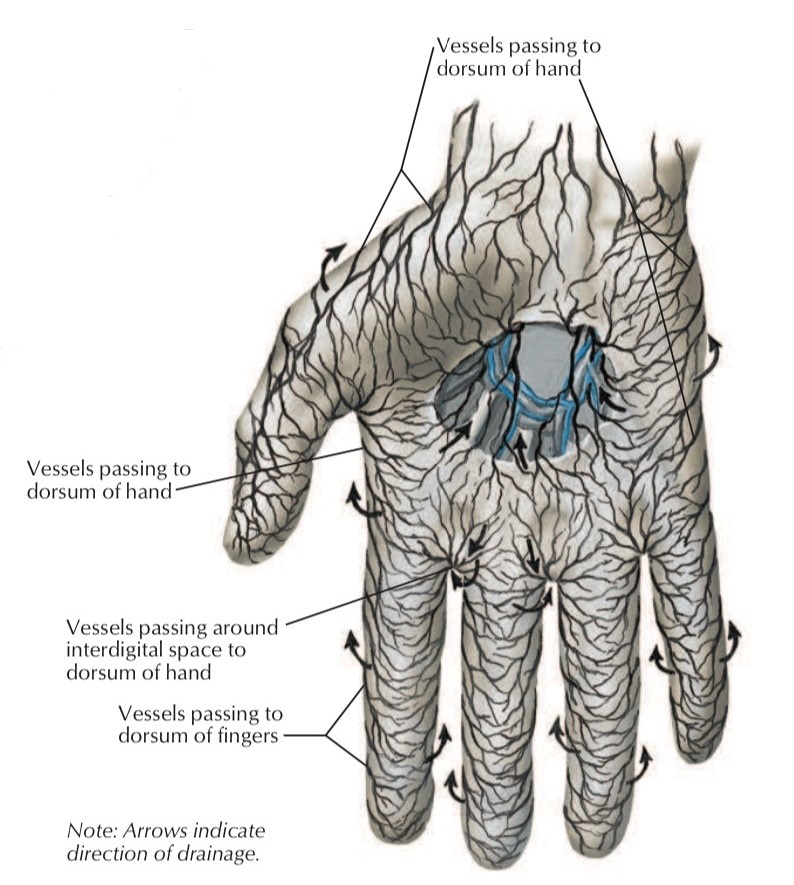 Vessels passing to
dorsum of hand
Vessels passing to
dorsum of hand
Vessels passing around
interdigital space to
dorsum of hand
Vessels passing to
dorsum of fingers
Note: Arrows indicate
direction of drainage.